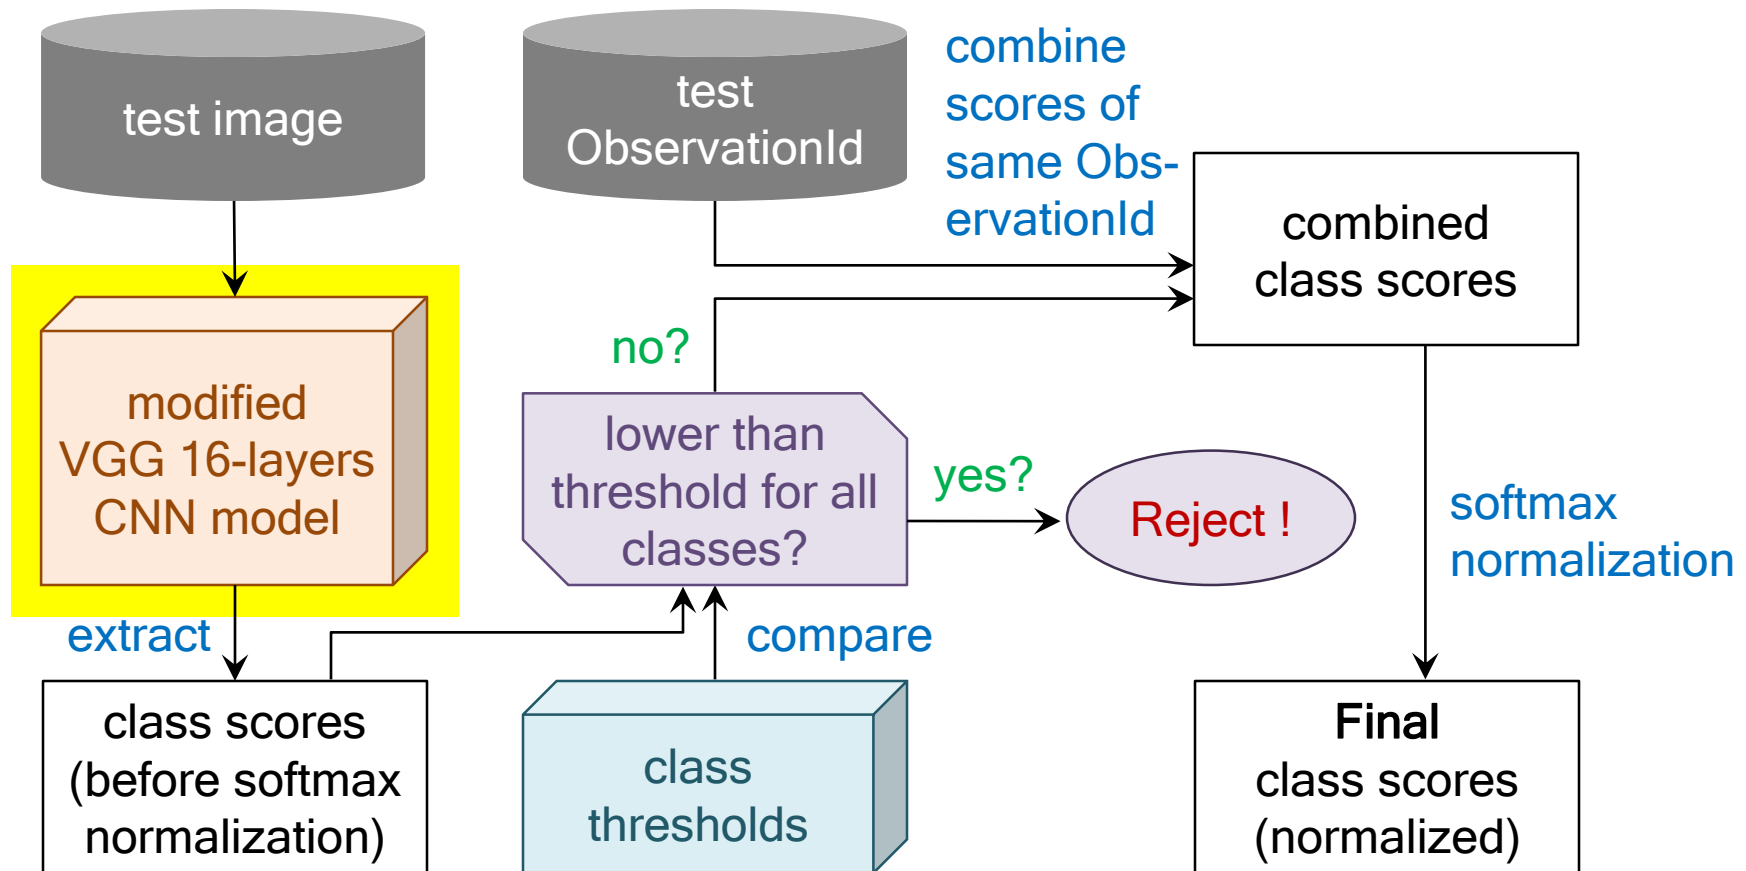 test image
test
ObservationId
combine
scores of
same Obs-
ervationId
combined
class scores
modified
VGG 16-layers
CNN model
no?
lower than
threshold for all
classes?
yes?
Reject !
softmax
normalization
extract
compare
class scores
(before softmax
normalization)
class
thresholds
Final
class scores
(normalized)